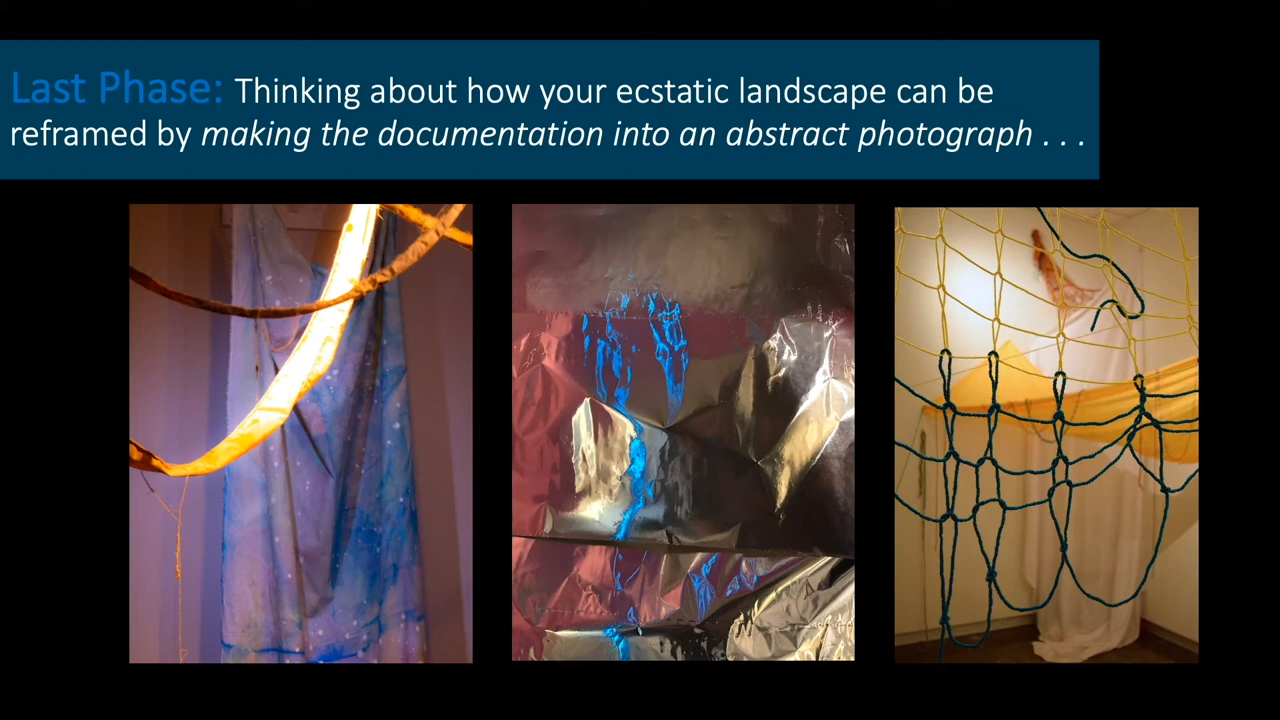 Last Phase: Thinking about how your ecstatic landscape can be
reframed by making the documentation into an abstract photograph . . .